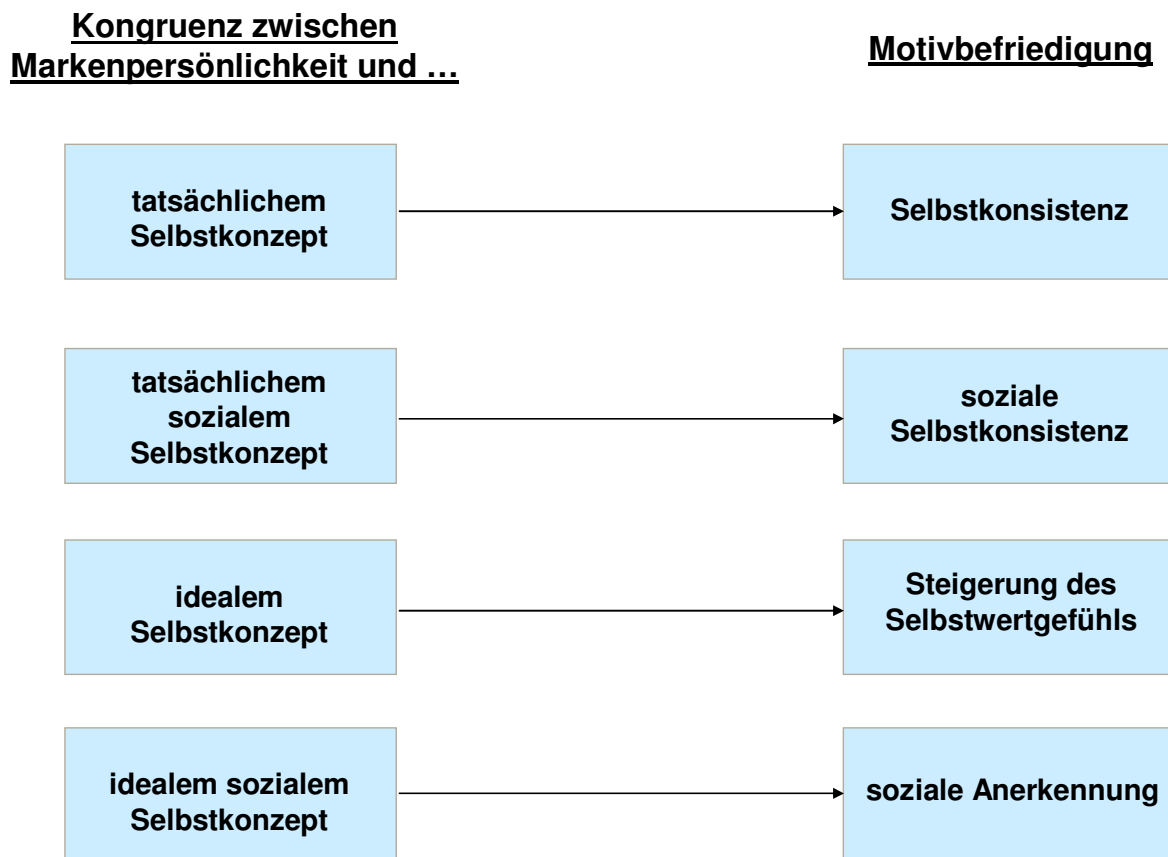 Kongruenz zwischen
Markenpersönlichkeit und …
Motivbefriedigung
tatsächlichem
Selbstkonzept
Selbstkonsistenz
tatsächlichem
sozialem
Selbstkonzept
soziale
Selbstkonsistenz
idealem
Selbstkonzept
Steigerung des
Selbstwertgefühls
idealem sozialem
Selbstkonzept
soziale Anerkennung